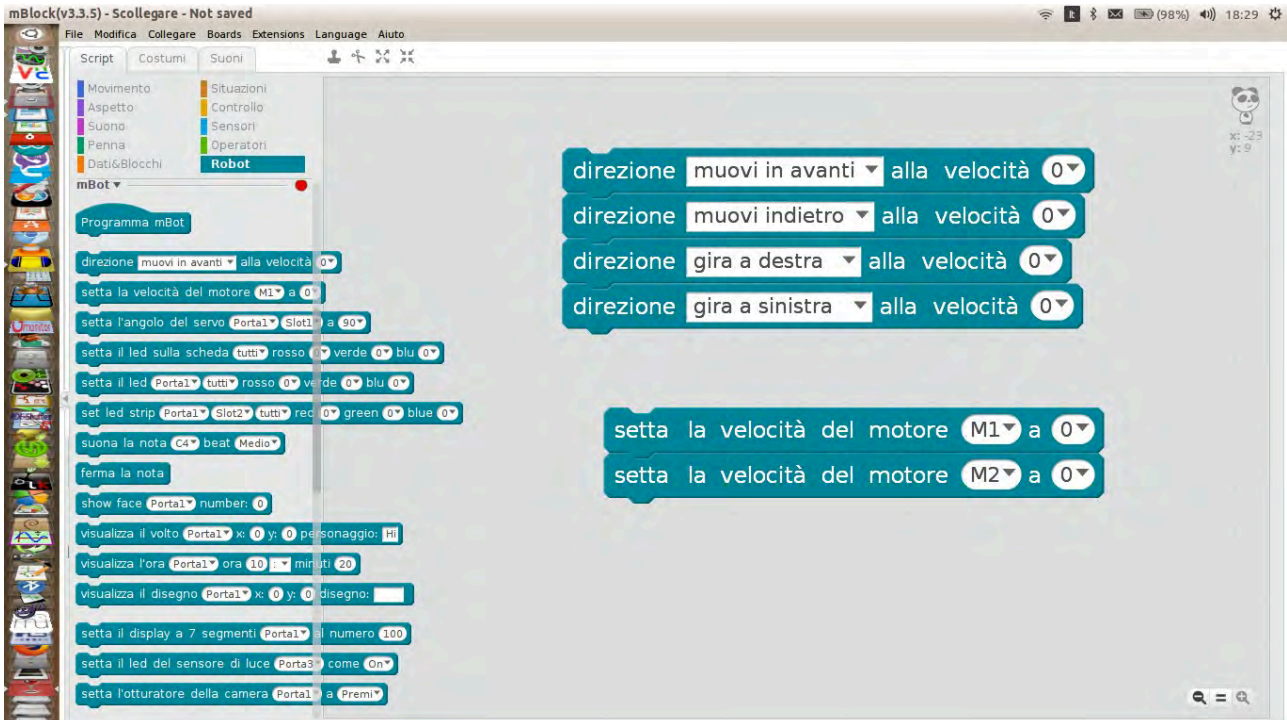 mBlock(v3.3.5) - Scollegare - Not saved
(98%) 18:29
File Modifica Collegare Boards Extensions Language Aiuto
Script Costumi Suoni
Movimento Situazioni
Aspetto Controllo
Suono Sensori
Penna Operatori
Dati&Blocchi Robot
mBot
Programma mBot
direzione muovi in avanti alla velocità 0
setta la velocità del motore M1 a 0
setta l'angolo del servo Porta1 Slot1 a 90
setta il led sulla scheda tutti rosso 0 verde 0 blu 0
setta il led Porta1 tutti rosso 0 verde 0 blu 0
set led strip Porta1 Slot2 tutti red 0 green 0 blue 0
suona la nota C4 beat Medio
ferma la nota
show face Porta1 number: 0
visualizza il volto Porta1 x: 0 y: 0 personaggio: Hi
visualizza l'ora Porta1 ora 10 : minuti 20
visualizza il disegno Porta1 x: 0 y: 0 disegno:
setta il display a 7 segmenti Porta1 al numero 100
setta il led del sensore di luce Porta3 come On
setta l'otturatore della camera Porta1 a Premi
x: -23
y: 9
direzione muovi in avanti alla velocità 0
direzione muovi indietro alla velocità 0
direzione gira a destra alla velocità 0
direzione gira a sinistra alla velocità 0
setta la velocità del motore M1 a 0
setta la velocità del motore M2 a 0